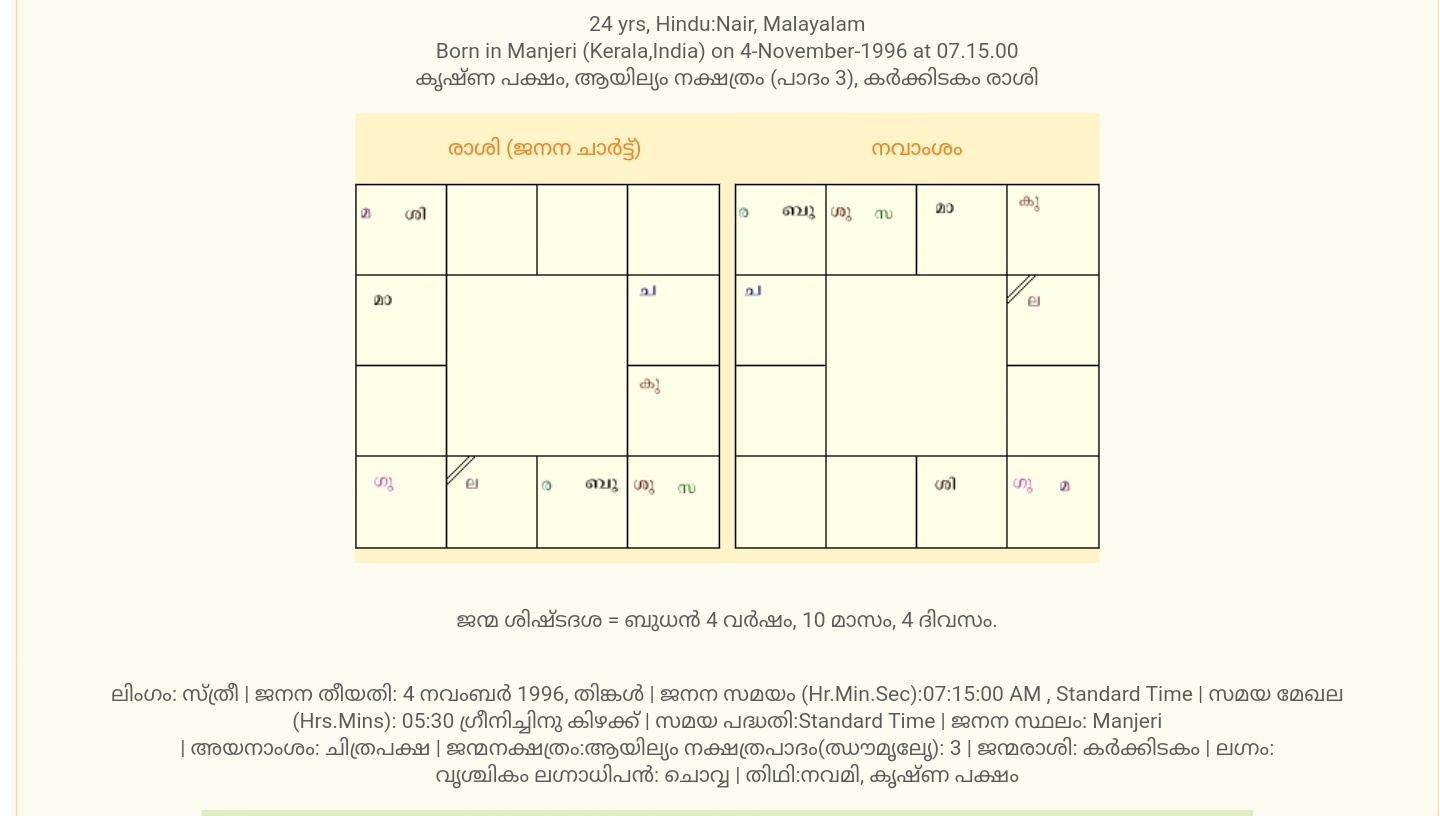 24 yrs, Hindu:Nair, Malayalam
Born in Manjeri (Kerala,India) on 4-November-1996 at 07.15.00
കൃഷ്ണ പക്ഷം, ആയില്യം നക്ഷത്രം (പാദം 3), കർക്കിടകം രാശി
രാശി (ജനന ചാർട്ട്)
നവാംശം
മ ശി
ര ബു ശു സ മാ കു
മാ ച
ച ല
കു
ഗു ല ര ബു ശു സ
ശി ഗു മ
ജന്മ ശിഷ്ടദശ = ബുധൻ 4 വർഷം, 10 മാസം, 4 ദിവസം.
ലിംഗം: സ്ത്രീ | ജനന തീയതി: 4 നവംബർ 1996, തിങ്കൾ | ജനന സമയം (Hr.Min.Sec):07:15:00 AM , Standard Time | സമയ മേഖല
(Hrs.Mins): 05:30 ഗ്രീനിച്ചിനു കിഴക്ക് | സമയ പദ്ധതി:Standard Time | ജനന സ്ഥലം: Manjeri
| അയനാംശം: ചിത്രപക്ഷ | ജന്മനക്ഷത്രം:ആയില്യം നക്ഷത്രപാദം(ഝൗമൃല്യേ): 3 | ജന്മരാശി: കർക്കിടകം | ലഗ്നം:
വൃശ്ചികം ലഗ്നാധിപൻ: ചൊവ്വ | തിഥി:നവമി, കൃഷ്ണ പക്ഷം